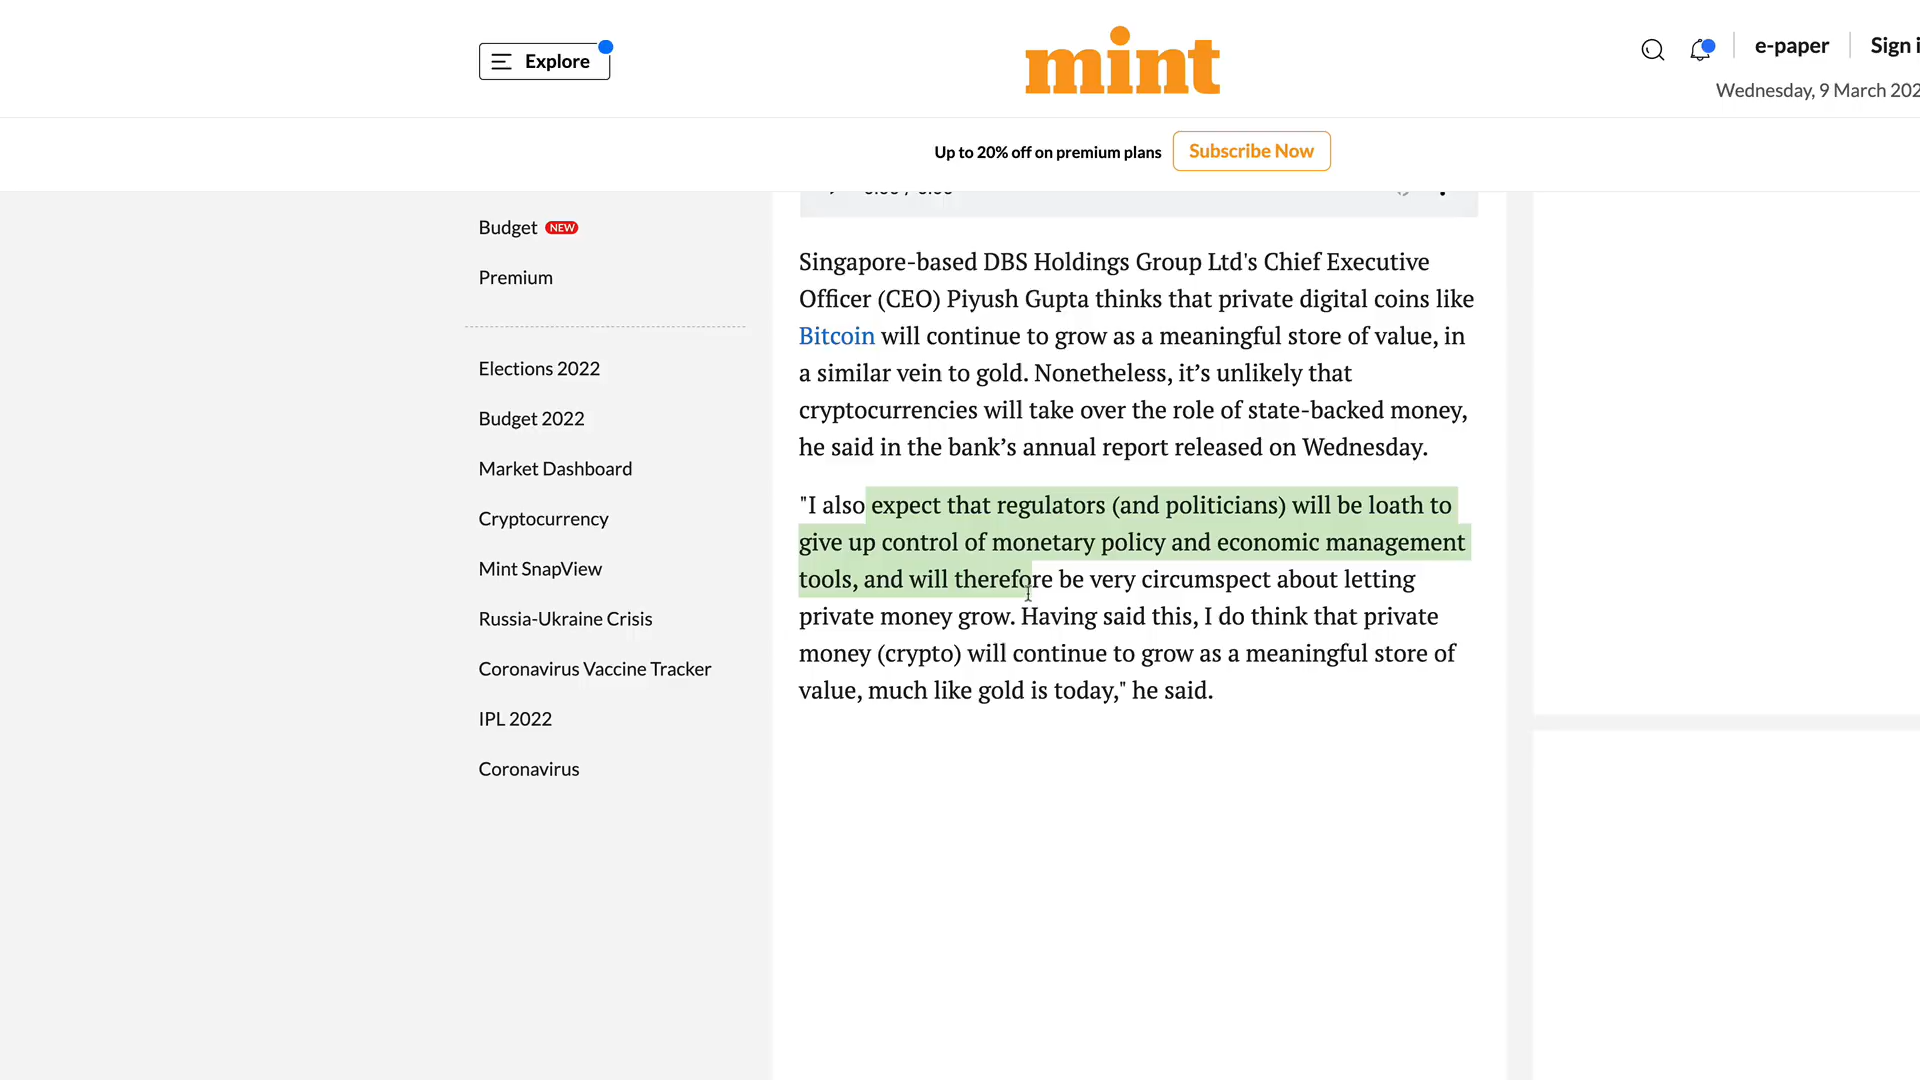 Explore
mint
e-paper
Sign i
Wednesday, 9 March 202
Up to 20% off on premium plans
Subscribe Now
Budget NEW
Premium
Elections 2022
Budget 2022
Market Dashboard
Cryptocurrency
Mint SnapView
Russia-Ukraine Crisis
Coronavirus Vaccine Tracker
IPL 2022
Coronavirus
Singapore-based DBS Holdings Group Ltd's Chief Executive
Officer (CEO) Piyush Gupta thinks that private digital coins like
Bitcoin will continue to grow as a meaningful store of value, in
a similar vein to gold. Nonetheless, it’s unlikely that
cryptocurrencies will take over the role of state-backed money,
he said in the bank’s annual report released on Wednesday.
"I also expect that regulators (and politicians) will be loath to
give up control of monetary policy and economic management
tools, and will therefore be very circumspect about letting
private money grow. Having said this, I do think that private
money (crypto) will continue to grow as a meaningful store of
value, much like gold is today," he said.